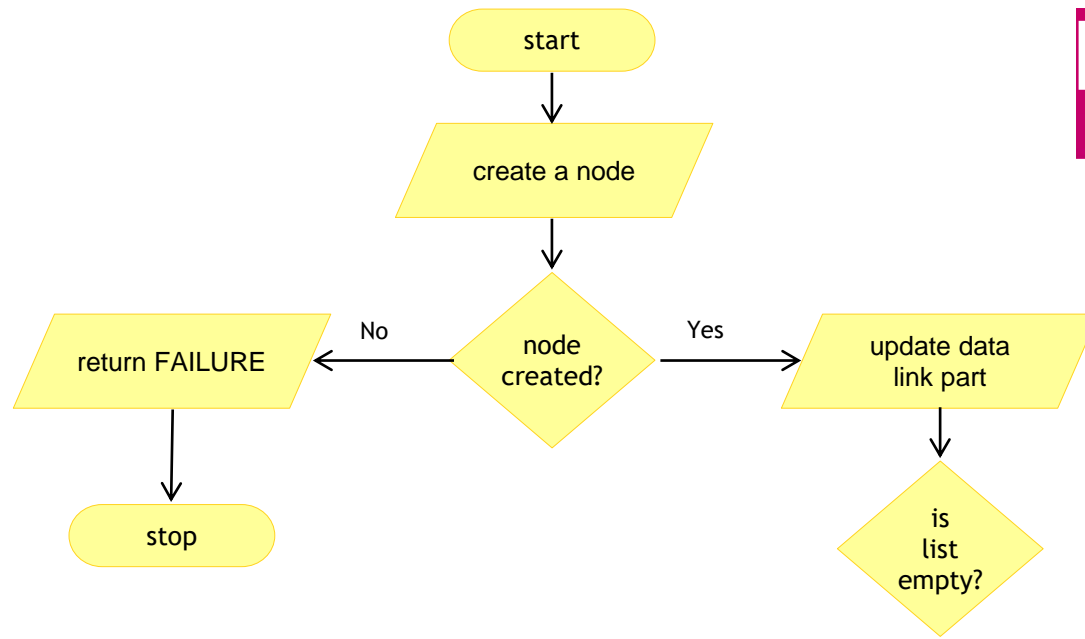 start
create a node
No
node
created?
Yes
return FAILURE
update data
link part
stop
is
list
empty?